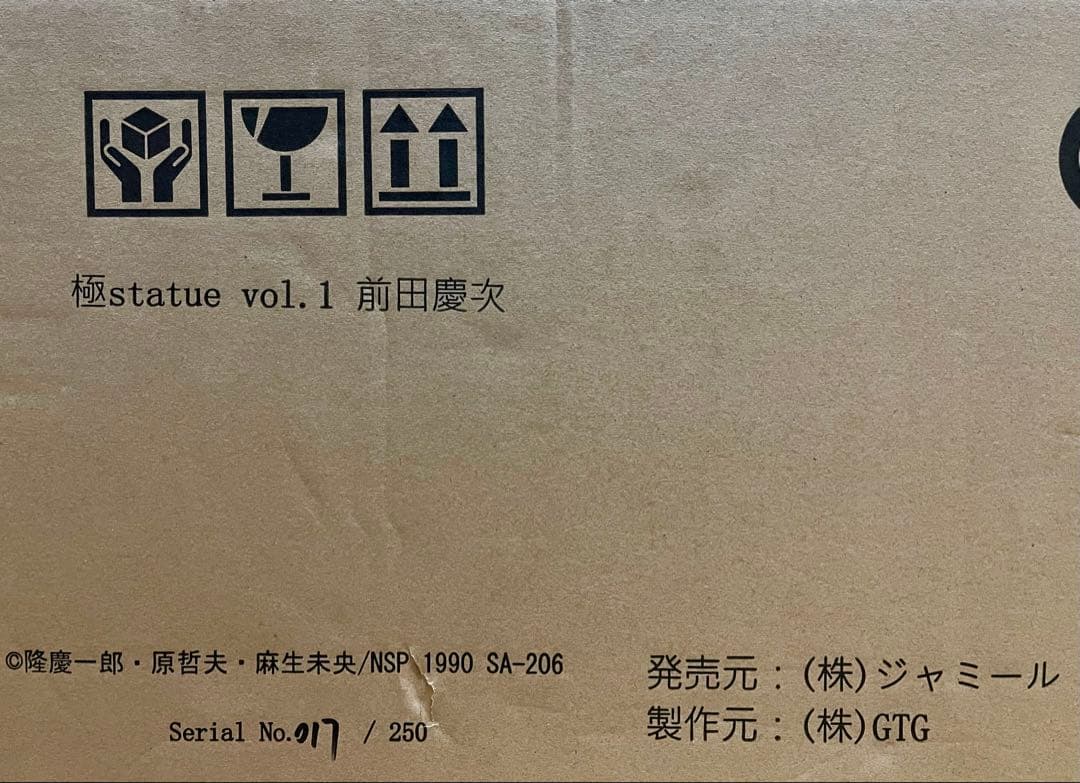 極statue vol.1 前田慶次
©隆慶一郎・原哲夫・麻生未央/NSP 1990 SA-206
Serial No.017 / 250
発売元：(株)ジャミール
製作元：(株)GTG